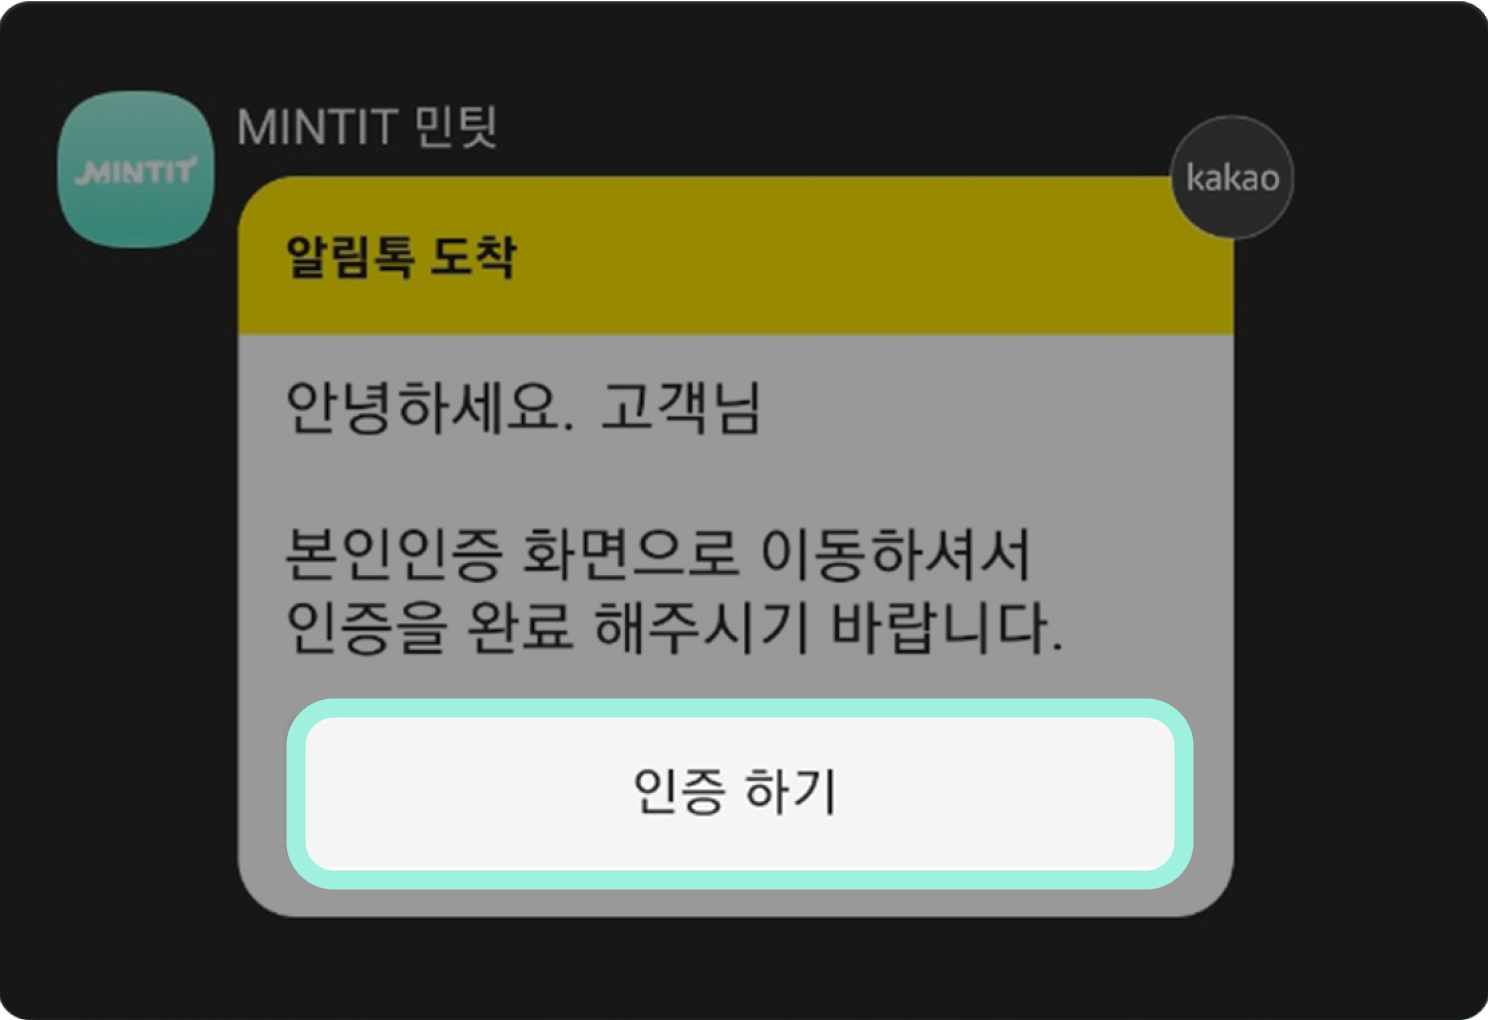 MINTIT
MINTIT 민팃
kakao
알림톡 도착
안녕하세요. 고객님
본인인증 화면으로 이동하셔서
인증을 완료 해주시기 바랍니다.
인증 하기